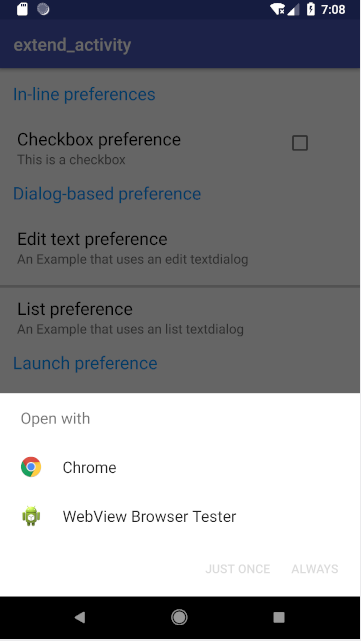 7:08
extend_activity
In-line preferences
Checkbox preference
This is a checkbox
Dialog-based preference
Edit text preference
An Example that uses an edit textdialog
List preference
An Example that uses an list textdialog
Launch preference
Open with
Chrome
WebView Browser Tester
JUST ONCE ALWAYS